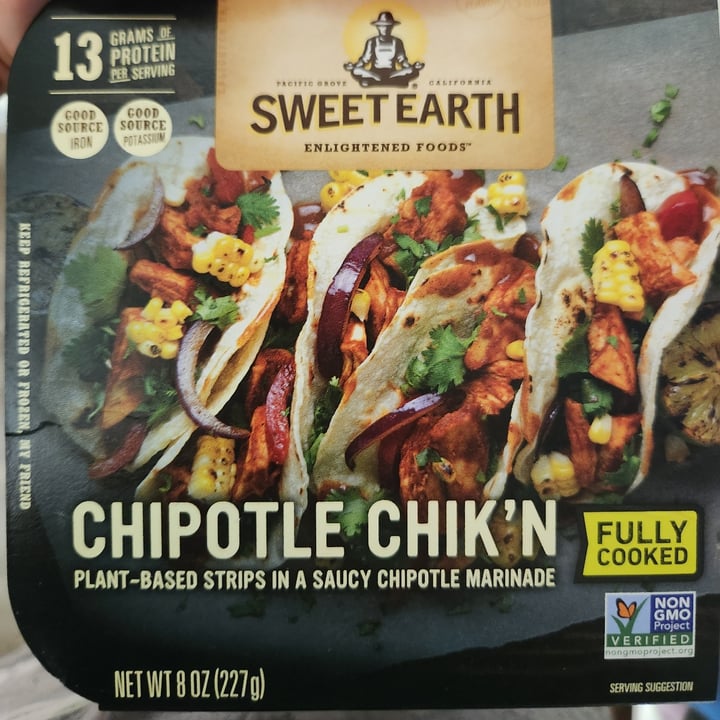 13
GRAMS OF
PROTEIN
PER SERVING
GOOD
SOURCE
IRON
GOOD
SOURCE
POTASSIUM
PACIFIC GROVE CALIFORNIA
SWEET EARTH
®
ENLIGHTENED FOODS™
KEEP REFRIGERATED OR FROZEN, MY FRIEND
CHIPOTLE CHIK'N
PLANT-BASED STRIPS IN A SAUCY CHIPOTLE MARINADE
FULLY
COOKED
NON
GMO
Project
VERIFIED
nongmoproject.org
NET WT 8 OZ (227g)
SERVING SUGGESTION